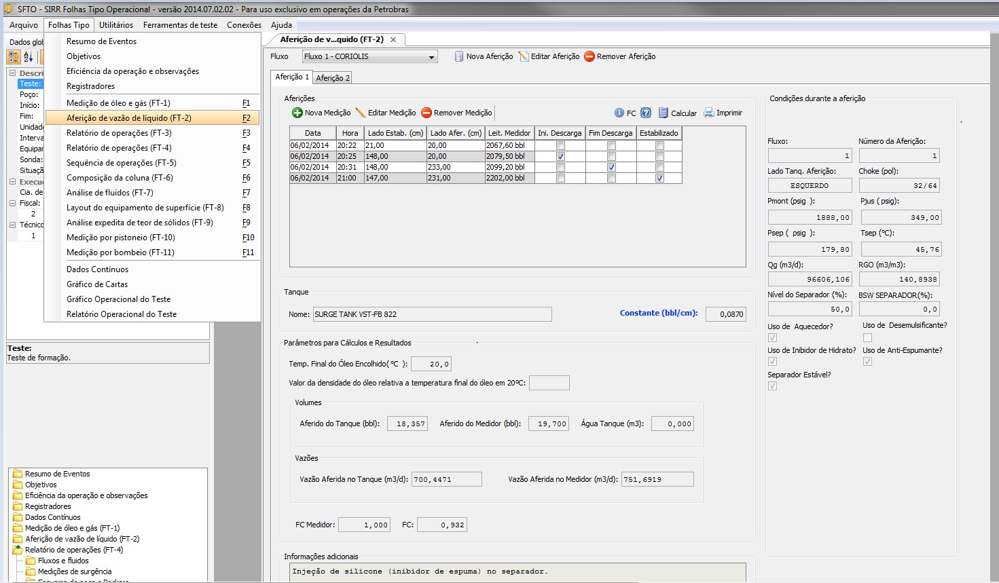 SFTO - SIRR Folhas Tipo Operacional - versão 2014.07.02.02 - Para uso exclusivo em operações da Petrobras
Arquivo Folhas Tipo Utilitários Ferramentas de teste Conexões Ajuda
Dados glob
Descri
Teste:
Poço:
Início:
Fim:
Unidade
Interva
Equipar
Sonda:
Situaçã
Execu
Cia. de
Fiscal:
2
Técnico
1
Resumo de Eventos
Objetivos
Eficiência da operação e observações
Registradores
Medição de óleo e gás (FT-1) F1
Aferição de vazão de líquido (FT-2) F2
Relatório de operações (FT-3) F3
Relatório de operações (FT-4) F4
Sequência de operações (FT-5) F5
Composição da coluna (FT-6) F6
Análise de fluidos (FT-7) F7
Layout do equipamento de superfície (FT-8) F8
Análise expedita de teor de sólidos (FT-9) F9
Medição por pistoneio (FT-10) F10
Medição por bombeio (FT-11) F11
Dados Contínuos
Gráfico de Cartas
Gráfico Operacional do Teste
Relatório Operacional do Teste
Teste:
Teste de formação.
Resumo de Eventos
Objetivos
Eficiência da operação e observações
Registradores
Dados Contínuos
Medição de óleo e gás (FT-1)
Aferição de vazão de líquido (FT-2)
Relatório de operações (FT-4)
Fluxos e fluidos
Medições de surgência
Aferição de v...quido (FT-2)
Fluxo Fluxo 1 - CORIOLIS Nova Aferição Editar Aferição Remover Aferição
Aferição 1 Aferição 2
Aferições
Nova Medição Editar Medição Remover Medição FC Calcular Imprimir
Data Hora Lado Estab. (cm) Lado Afer. (cm) Leit. Medidor Ini. Descarga Fim Descarga Estabilizado
06/02/2014 20:22 21,00 20,00 2067,60 bbl
06/02/2014 20:25 148,00 20,00 2079,50 bbl
06/02/2014 20:31 148,00 233,00 2099,20 bbl
06/02/2014 21:00 147,00 231,00 2202,00 bbl
Tanque
Nome: SURGE TANK VST-FB 822 Constante (bbl/cm): 0,0870
Parâmetros para Cálculos e Resultados
Temp. Final do Óleo Encolhido( ºC ): 20,0
Valor da densidade do óleo relativa a temperatura final do óleo em 20ºC:
Volumes
Aferido do Tanque (bbl): 18,357 Aferido do Medidor (bbl): 19,700 Água Tanque (m3): 0,000
Vazões
Vazão Aferida no Tanque (m3/d): 700,4471 Vazão Aferida no Medidor (m3/d): 751,6919
FC Medidor: 1,000 FC: 0,932
Informações adicionais
Injeção de silicone (inibidor de espuma) no separador.
Condições durante a aferição
Fluxo: Número da Aferição:
1 1
Lado Tanq. Aferição: Choke (pol):
ESQUERDO 32/64
Pmont (psig ): Pjus ( psig):
1888,00 349,00
Psep ( psig ): Tsep (ºC):
179,80 45,76
Qg (m3/d): RGO (m3/m3):
96606,106 140,8938
Nível do Separador (%): BSW SEPARADOR(%):
50,0 0,0
Uso de Aquecedor? Uso de Desemulsificante?
Uso de Inibidor de Hidrato? Uso de Anti-Espumante?
Separador Estável?